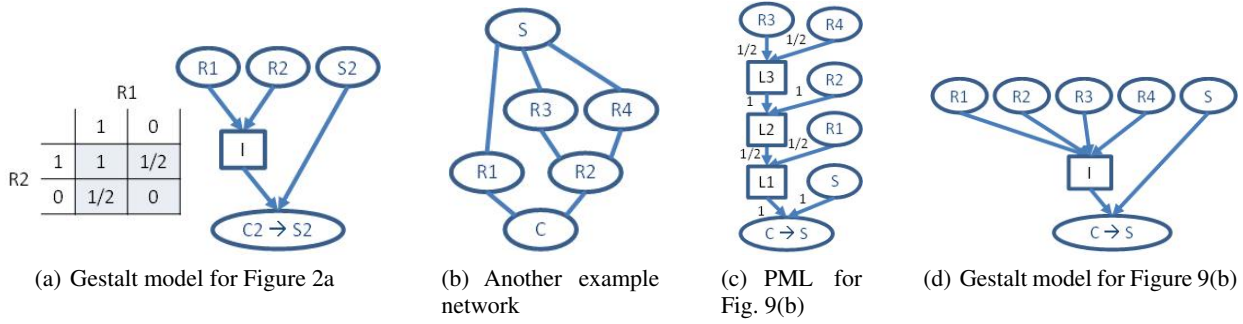 R1
R2
S2
R1
1
0
R2
1
1
1/2
0
1/2
0
I
C2 → S2
(a) Gestalt model for Figure 2a
S
R3
R4
R1
R2
C
(b) Another example
network
R3
R4
1/2
1/2
L3
R2
1
1
L2
R1
1/2
1/2
L1
S
1
1
C → S
(c) PML for
Fig. 9(b)
R1
R2
R3
R4
S
I
C → S
(d) Gestalt model for Figure 9(b)